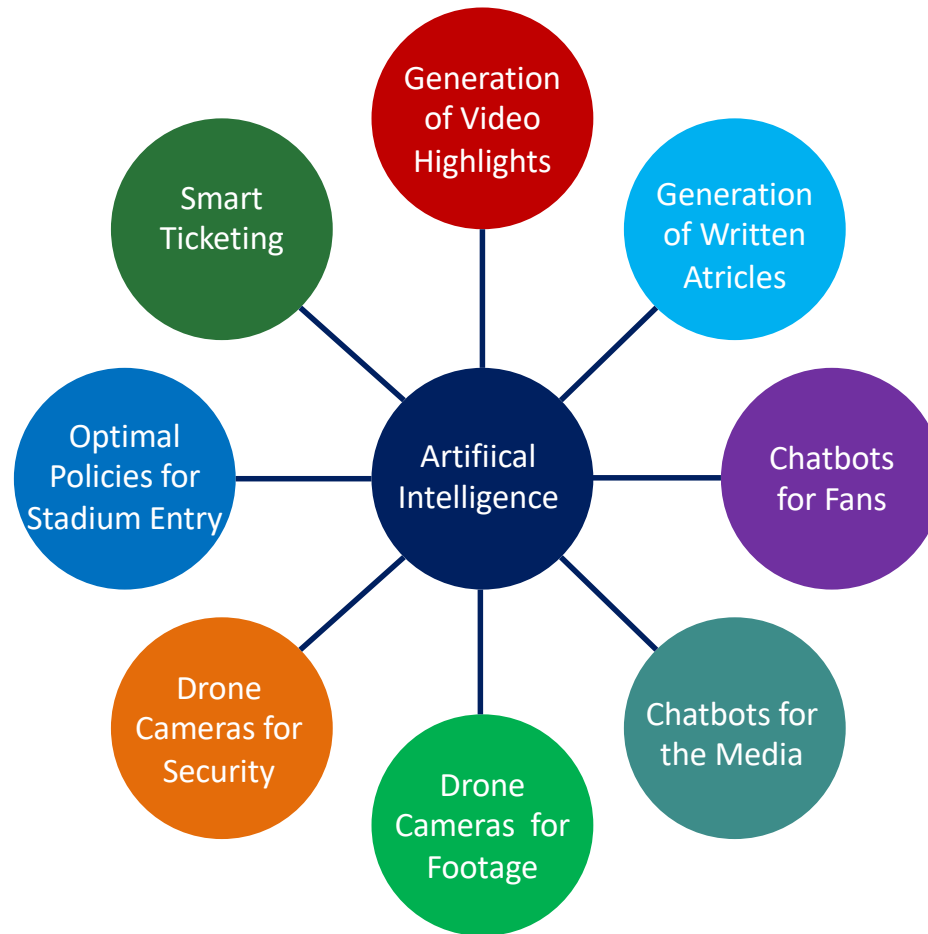 Generation
of Video
Highlights
Generation
of Written
Atricles
Chatbots
for Fans
Chatbots for
the Media
Drone
Cameras for
Footage
Drone
Cameras for
Security
Optimal
Policies for
Stadium Entry
Smart
Ticketing
Artifiical
Intelligence